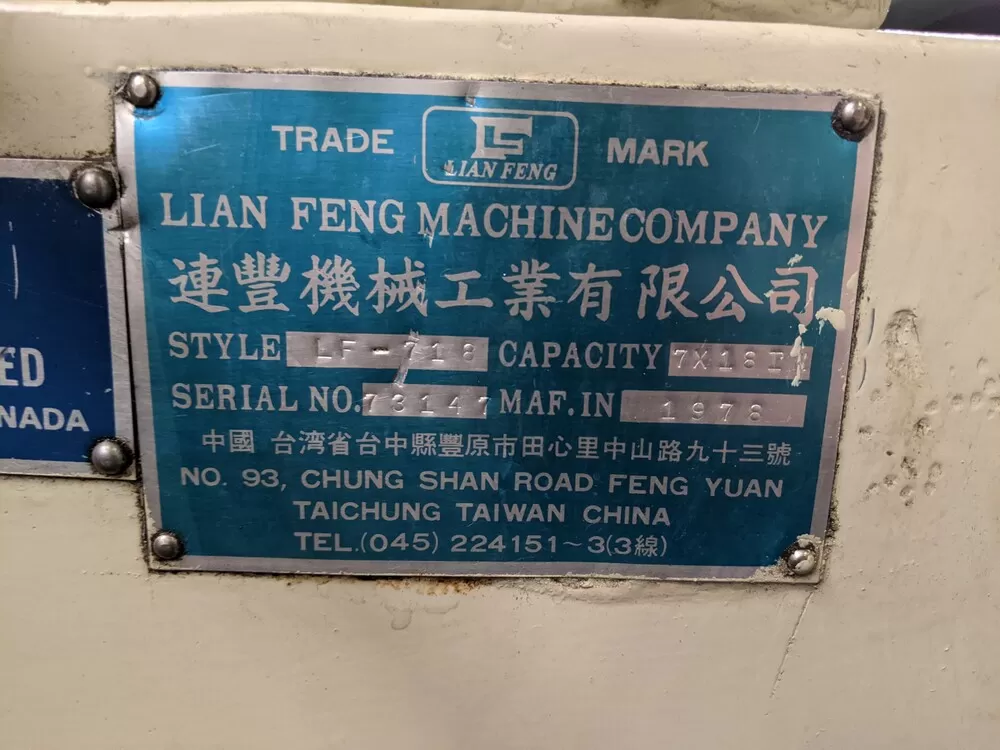 TRADE LIAN FENG MARK
LIAN FENG MACHINE COMPANY
連豐機械工業有限公司
STYLE LF-718 CAPACITY 7X18I
SERIAL NO. 73147 MAF. IN 1978
中國 台湾省台中縣豐原市田心里中山路九十三號
NO. 93, CHUNG SHAN ROAD FENG YUAN
TAICHUNG TAIWAN CHINA
TEL.(045) 224151~3(3線)
ED
NADA